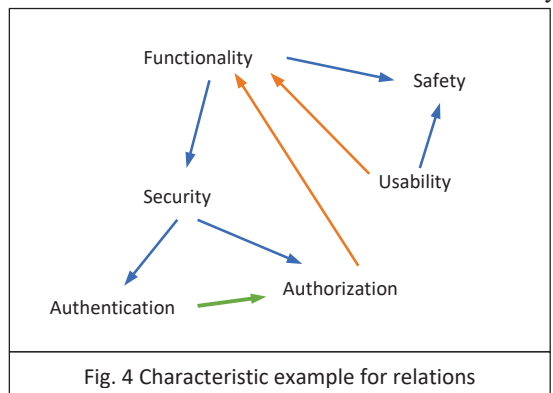 Functionality
Safety
Usability
Security
Authorization
Authentication
Fig. 4 Characteristic example for relations